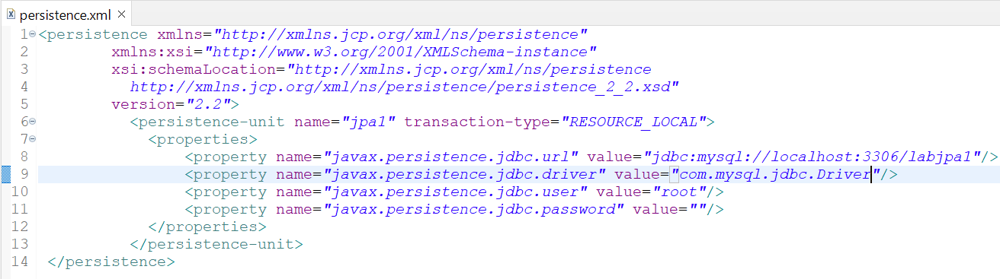 persistence.xml
1 <persistence xmlns="http://xmlns.jcp.org/xml/ns/persistence"
2 xmlns:xsi="http://www.w3.org/2001/XMLSchema-instance"
3 xsi:schemaLocation="http://xmlns.jcp.org/xml/ns/persistence
4 http://xmlns.jcp.org/xml/ns/persistence/persistence_2_2.xsd"
5 version="2.2">
6 <persistence-unit name="jpa1" transaction-type="RESOURCE_LOCAL">
7 <properties>
8 <property name="javax.persistence.jdbc.url" value="jdbc:mysql://localhost:3306/labjpa1"/>
9 <property name="javax.persistence.jdbc.driver" value="com.mysql.jdbc.Driver"/>
10 <property name="javax.persistence.jdbc.user" value="root"/>
11 <property name="javax.persistence.jdbc.password" value=""/>
12 </properties>
13 </persistence-unit>
14 </persistence>